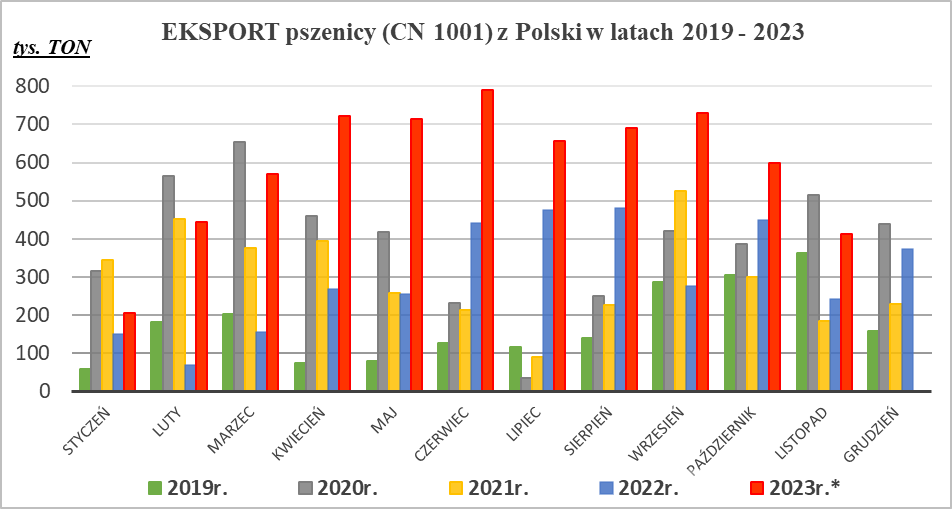 EKSPORT pszenicy (CN 1001) z Polski w latach 2019 - 2023
tys. TON
800
700
600
500
400
300
200
100
0
STYCZEŃ
LUTY
MARZEC
KWIECIEŃ
MAJ
CZERWIEC
LIPIEC
SIERPIEŃ
WRZESIEŃ
PAŹDZIERNIK
LISTOPAD
GRUDZIEŃ
2019r. 2020r. 2021r. 2022r. 2023r.*